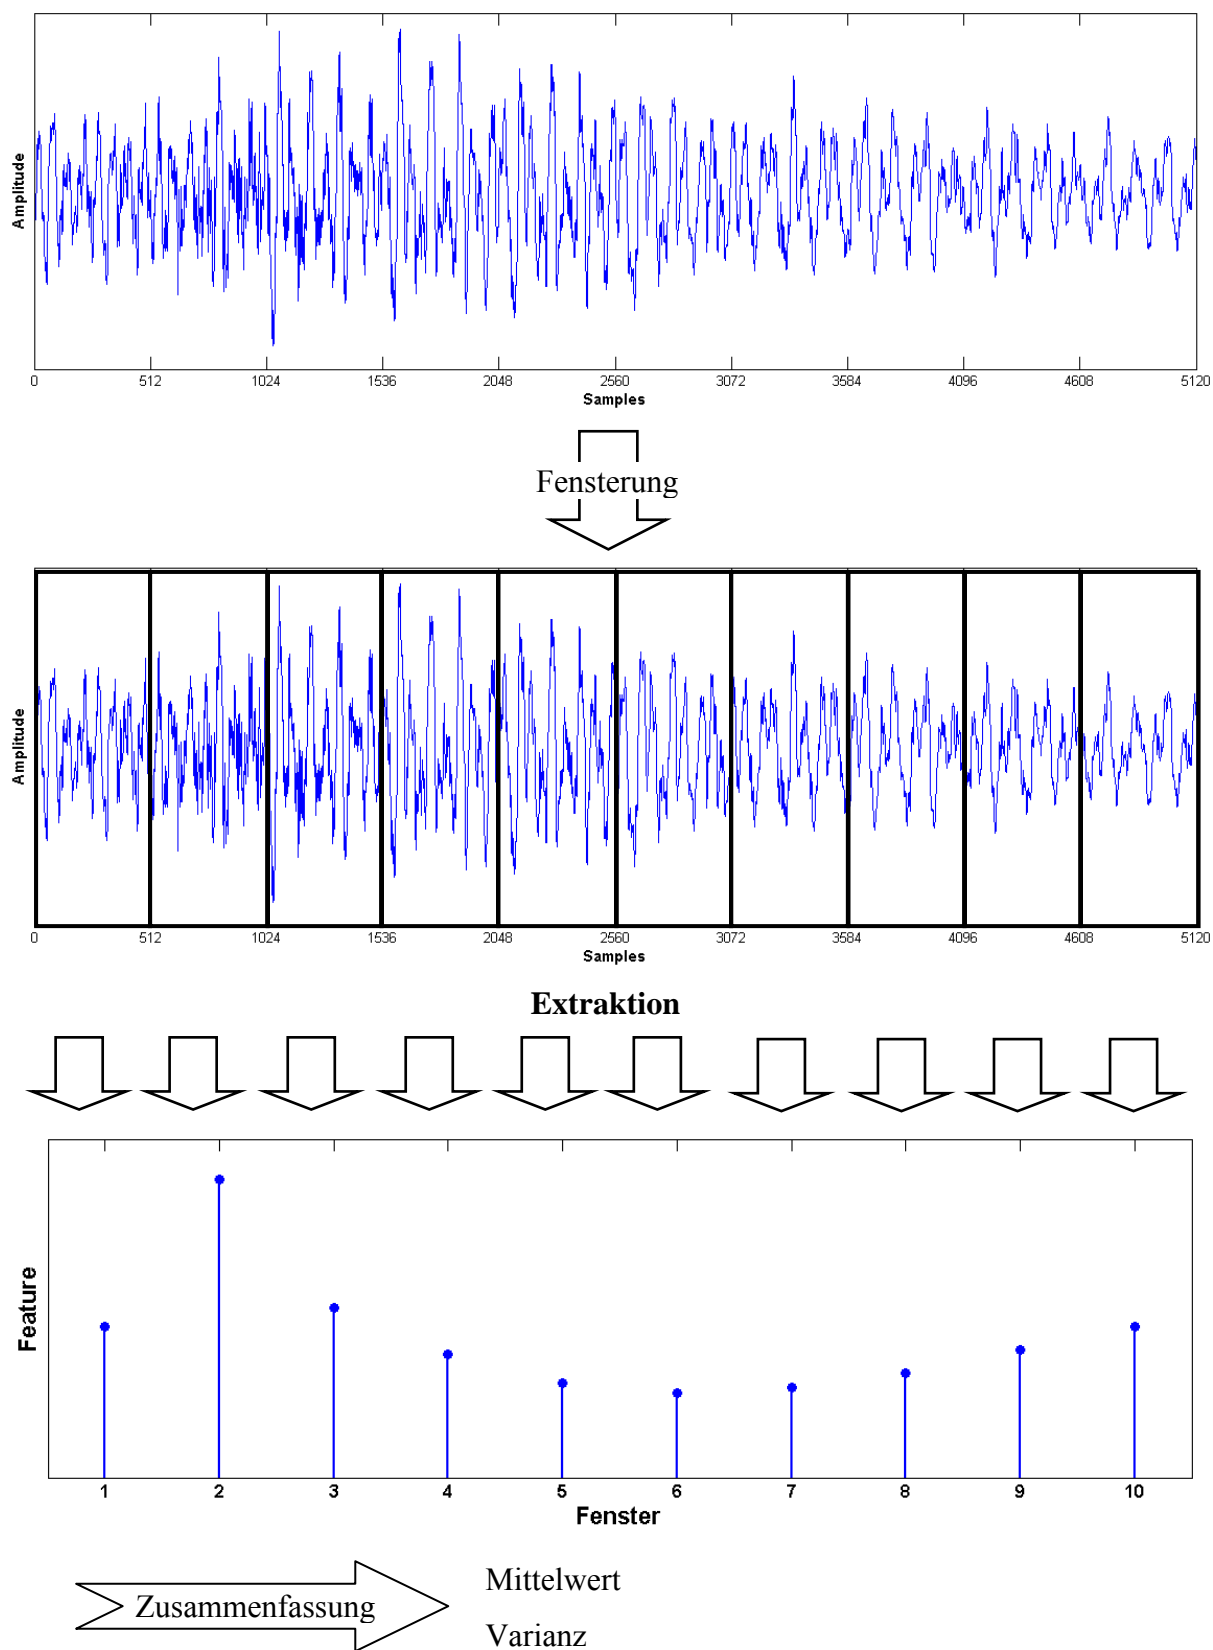 Amplitude
0 512 1024 1536 2048 2560 3072 3584 4096 4608 5120
Samples
Fensterung
Amplitude
0 512 1024 1536 2048 2560 3072 3584 4096 4608 5120
Samples
Extraktion
Feature
1 2 3 4 5 6 7 8 9 10
Fenster
Zusammenfassung
Mittelwert
Varianz